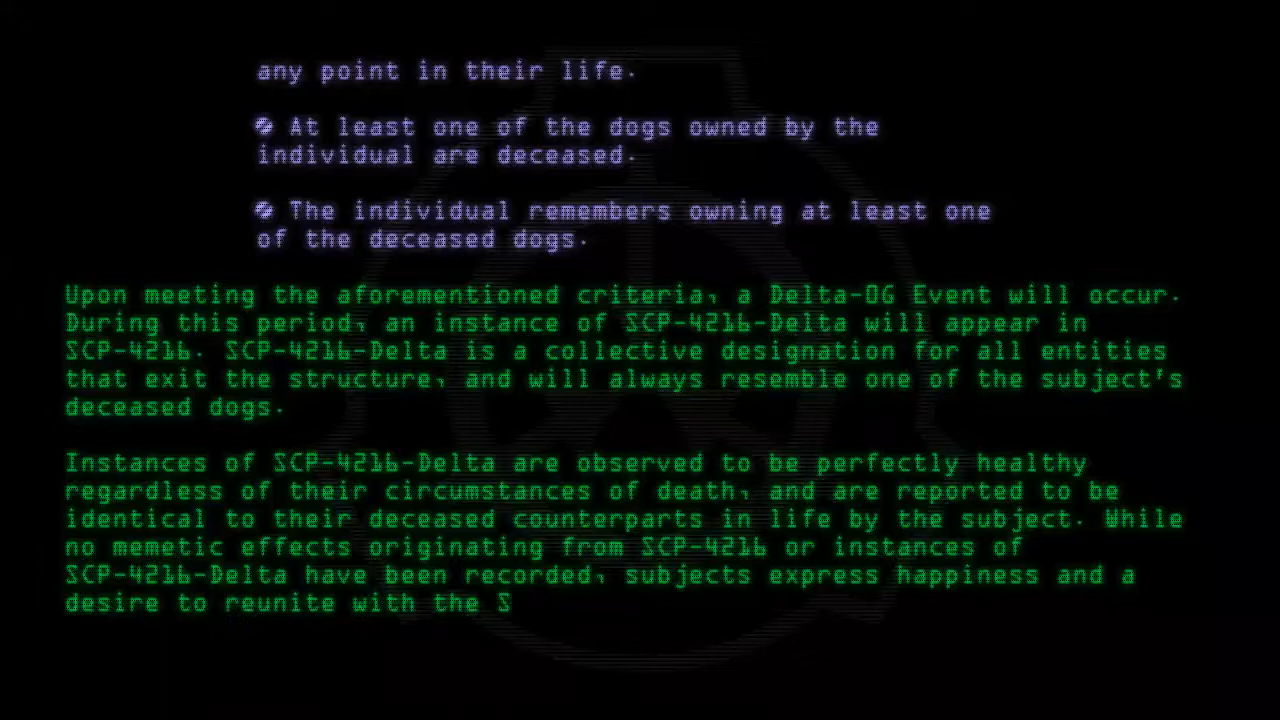 any point in their life.
At least one of the dogs owned by the
individual are deceased.
The individual remembers owning at least one
of the deceased dogs.
Upon meeting the aforementioned criteria, a Delta-06 Event will occur.
During this period, an instance of SCP-4216-Delta will appear in
SCP-4216. SCP-4216-Delta is a collective designation for all entities
that exit the structure, and will always resemble one of the subject's
deceased dogs.
Instances of SCP-4216-Delta are observed to be perfectly healthy
regardless of their circumstances of death, and are reported to be
identical to their deceased counterparts in life by the subject. While
no memetic effects originating from SCP-4216 or instances of
SCP-4216-Delta have been recorded, subjects express happiness and a
desire to reunite with the S